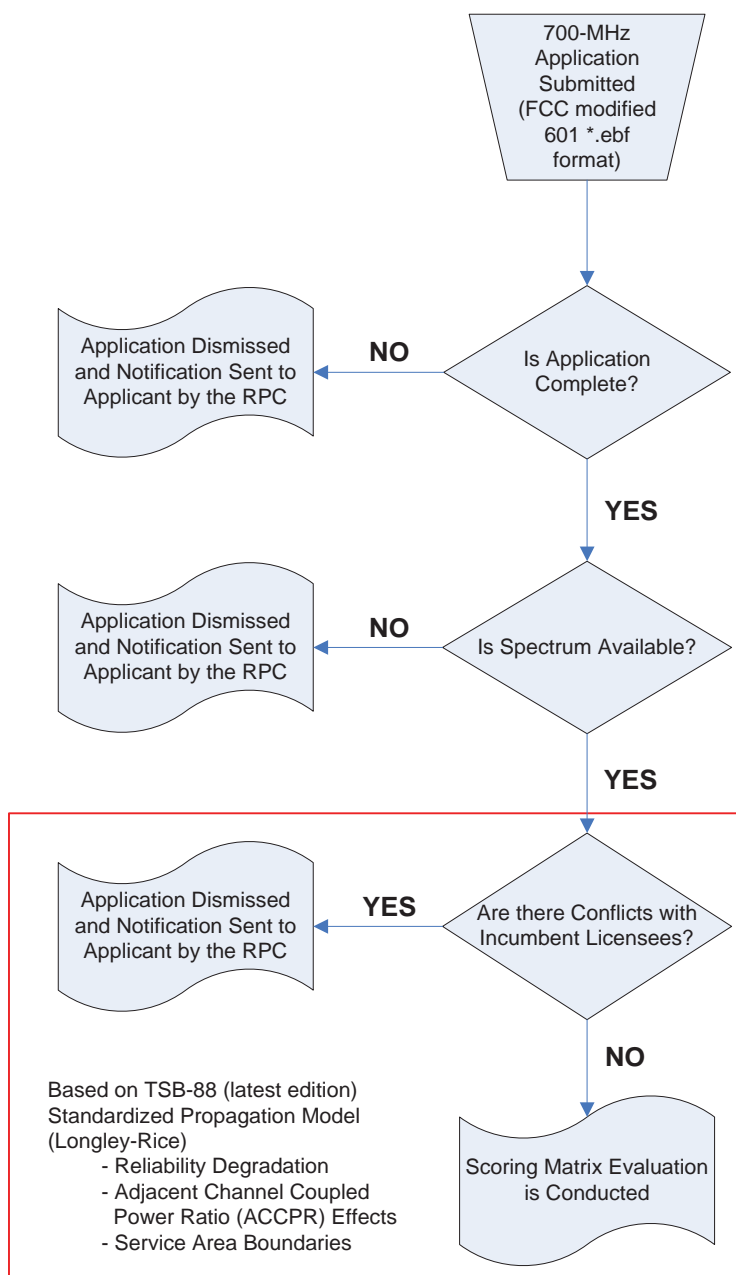 700-MHz
Application
Submitted
(FCC modified
601 *.ebf
format)
Application Dismissed
and Notification Sent to
Applicant by the RPC
NO
Is Application
Complete?
YES
Application Dismissed
and Notification Sent to
Applicant by the RPC
NO
Is Spectrum Available?
YES
Application Dismissed
and Notification Sent to
Applicant by the RPC
YES
Are there Conflicts with
Incumbent Licensees?
NO
Based on TSB-88 (latest edition)
Standardized Propagation Model
(Longley-Rice)
- Reliability Degradation
- Adjacent Channel Coupled
Power Ratio (ACCPR) Effects
- Service Area Boundaries
Scoring Matrix Evaluation
is Conducted